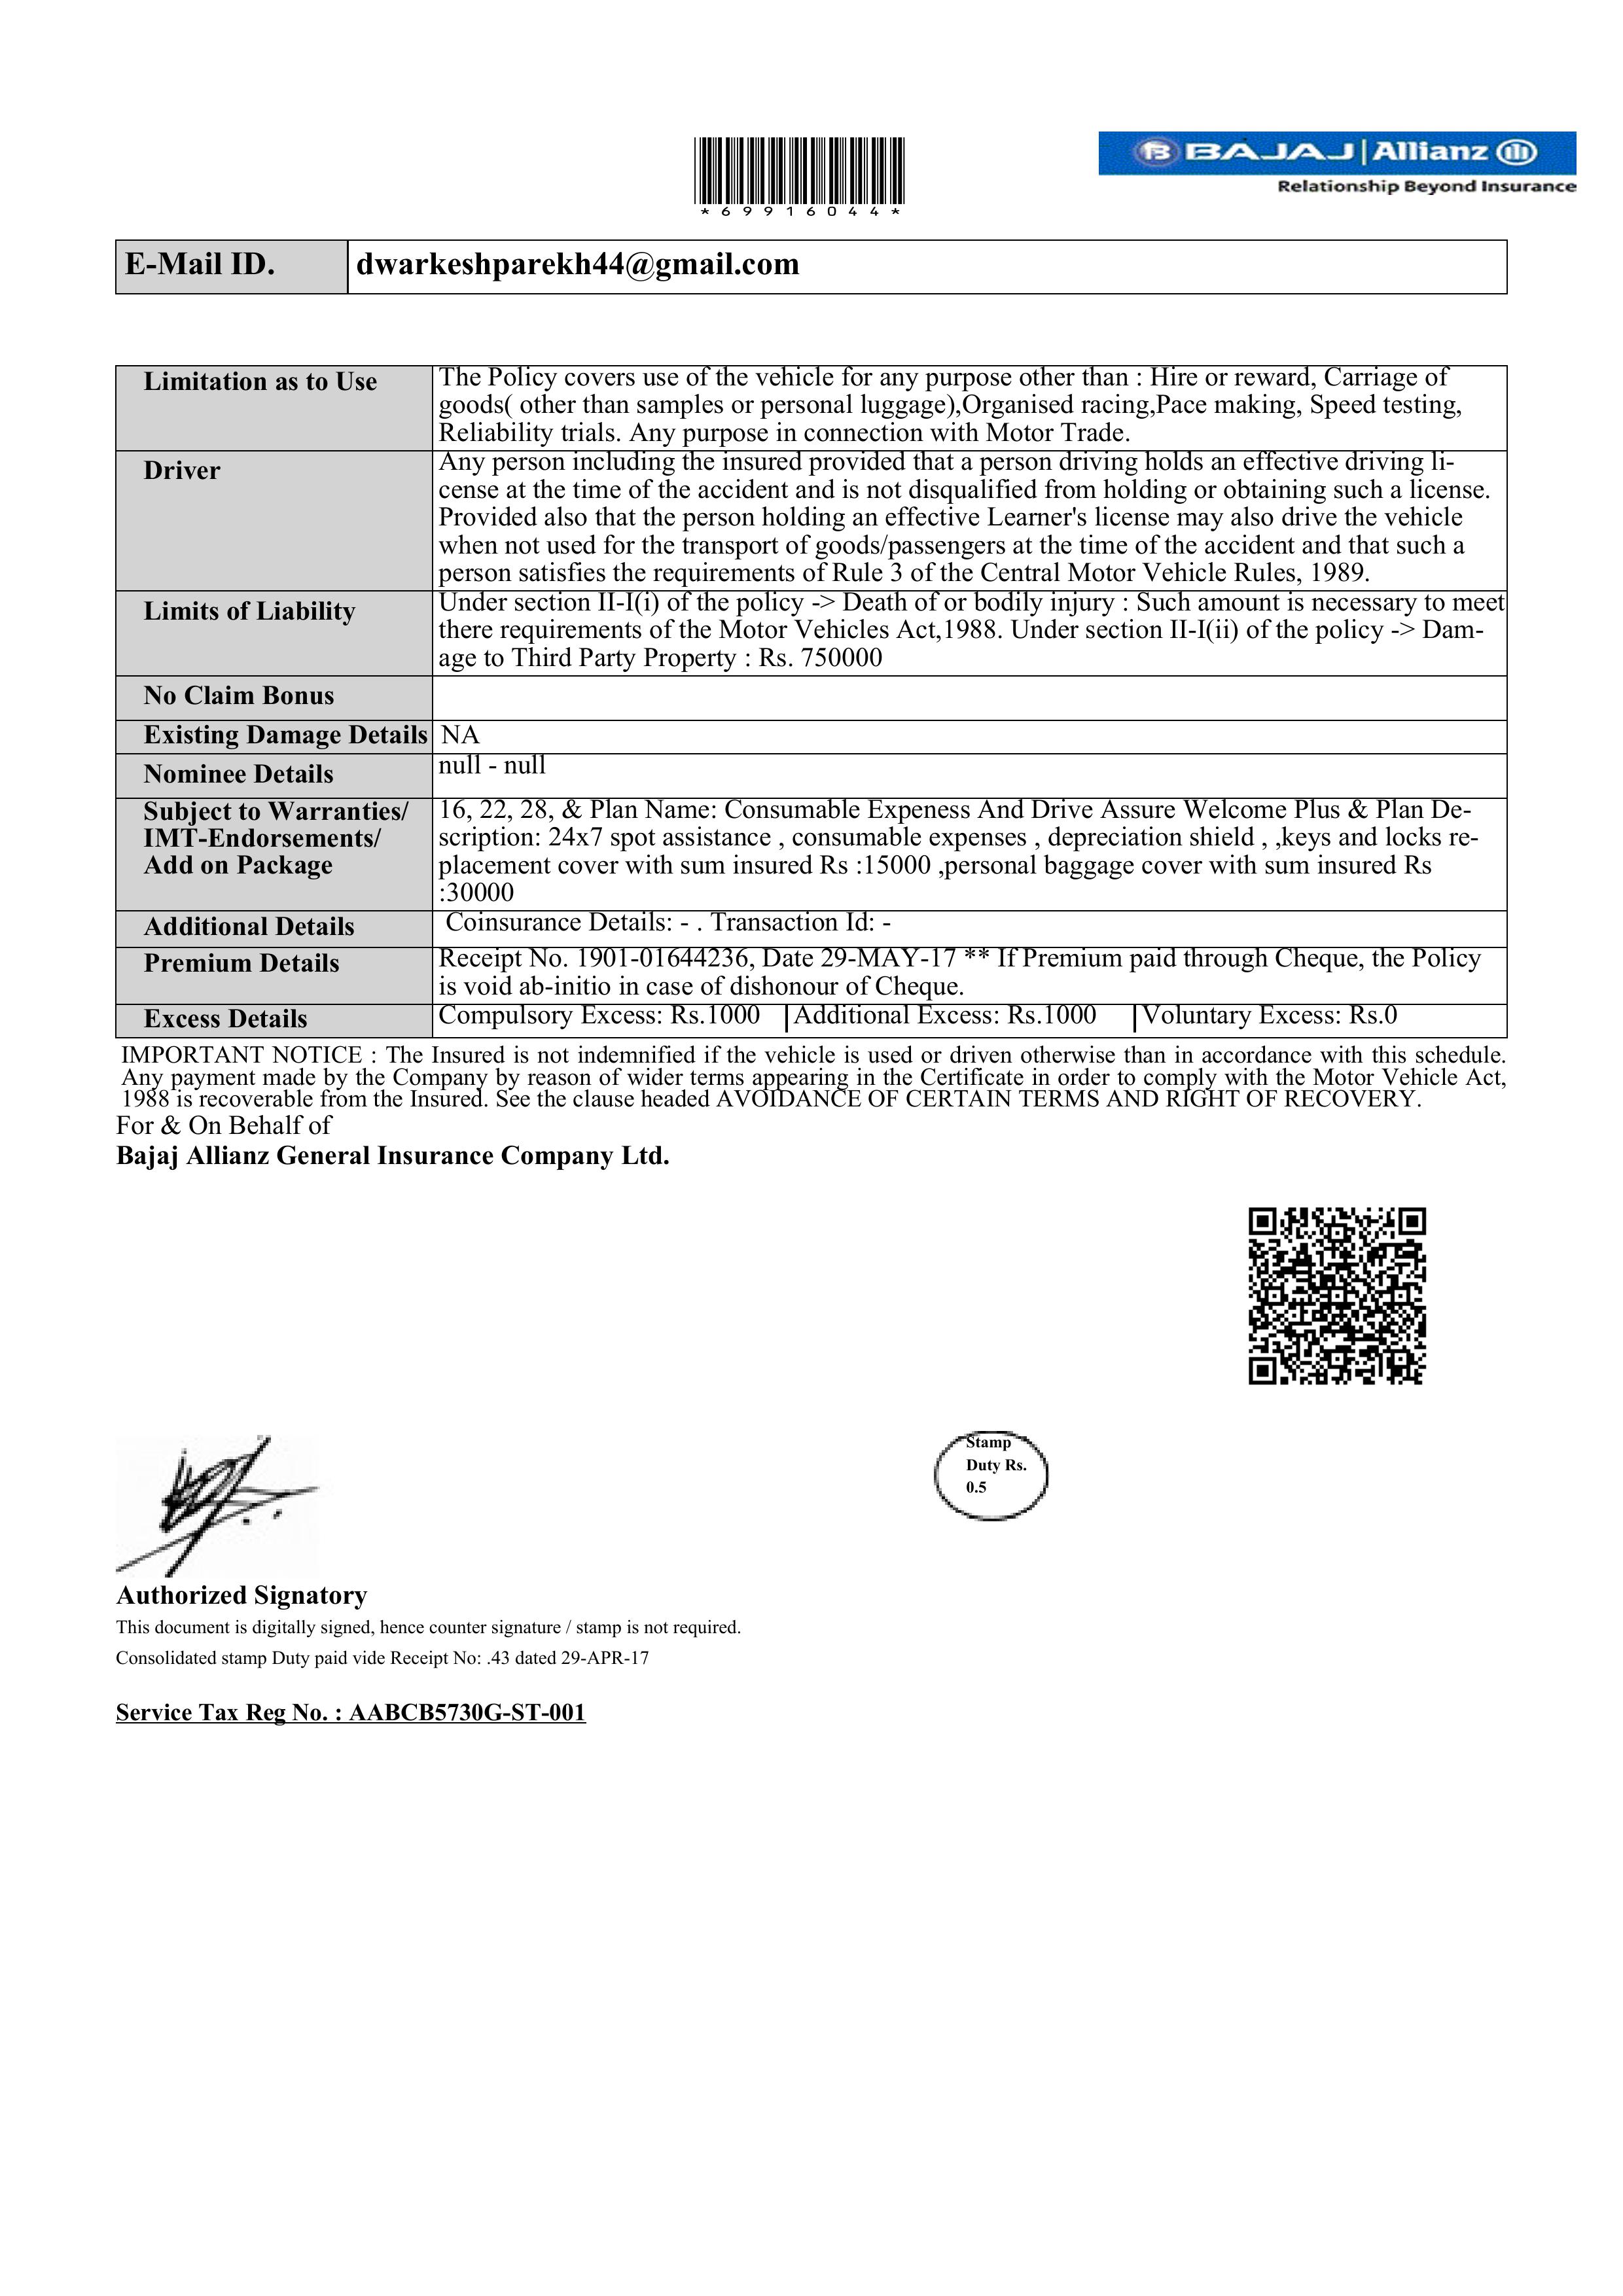 BAJAJ | Allianz
Relationship Beyond Insurance
*69916044*
E-Mail ID. dwarkeshparekh44@gmail.com
Limitation as to Use The Policy covers use of the vehicle for any purpose other than : Hire or reward, Carriage of
goods( other than samples or personal luggage),Organised racing,Pace making, Speed testing,
Reliability trials. Any purpose in connection with Motor Trade.
Driver Any person including the insured provided that a person driving holds an effective driving li-
cense at the time of the accident and is not disqualified from holding or obtaining such a license.
Provided also that the person holding an effective Learner's license may also drive the vehicle
when not used for the transport of goods/passengers at the time of the accident and that such a
person satisfies the requirements of Rule 3 of the Central Motor Vehicle Rules, 1989.
Limits of Liability Under section II-I(i) of the policy -> Death of or bodily injury : Such amount is necessary to meet
there requirements of the Motor Vehicles Act,1988. Under section II-I(ii) of the policy -> Dam-
age to Third Party Property : Rs. 750000
No Claim Bonus
Existing Damage Details NA
Nominee Details null - null
Subject to Warranties/ 16, 22, 28, & Plan Name: Consumable Expeness And Drive Assure Welcome Plus & Plan De-
IMT-Endorsements/ scription: 24x7 spot assistance , consumable expenses , depreciation shield , ,keys and locks re-
Add on Package placement cover with sum insured Rs :15000 ,personal baggage cover with sum insured Rs
:30000
Additional Details Coinsurance Details: - . Transaction Id: -
Premium Details Receipt No. 1901-01644236, Date 29-MAY-17 ** If Premium paid through Cheque, the Policy
is void ab-initio in case of dishonour of Cheque.
Excess Details Compulsory Excess: Rs.1000 Additional Excess: Rs.1000 Voluntary Excess: Rs.0
IMPORTANT NOTICE : The Insured is not indemnified if the vehicle is used or driven otherwise than in accordance with this schedule.
Any payment made by the Company by reason of wider terms appearing in the Certificate in order to comply with the Motor Vehicle Act,
1988 is recoverable from the Insured. See the clause headed AVOIDANCE OF CERTAIN TERMS AND RIGHT OF RECOVERY.
For & On Behalf of
Bajaj Allianz General Insurance Company Ltd.
Stamp
Duty Rs.
0.5
Authorized Signatory
This document is digitally signed, hence counter signature / stamp is not required.
Consolidated stamp Duty paid vide Receipt No: .43 dated 29-APR-17
Service Tax Reg No. : AABCB5730G-ST-001